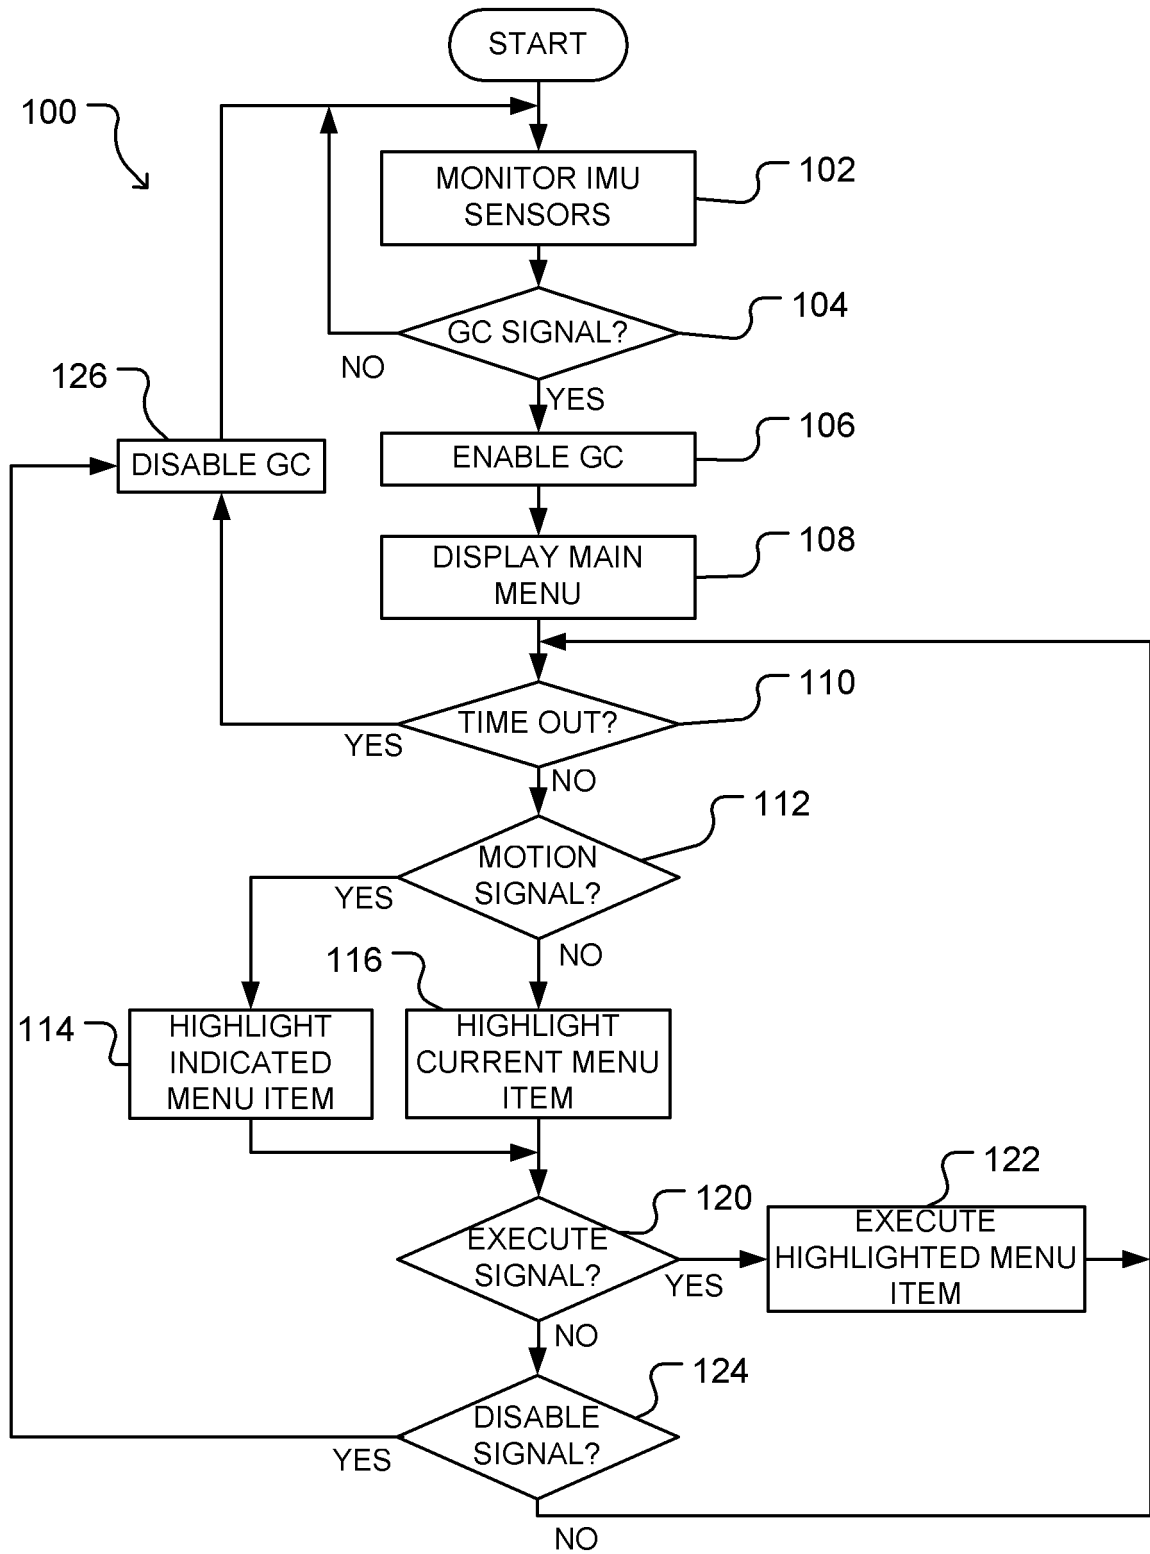 START
100
MONITOR IMU
SENSORS
102
GC SIGNAL?
104
NO
YES
126
DISABLE GC
ENABLE GC
106
DISPLAY MAIN
MENU
108
TIME OUT?
110
YES
NO
MOTION
SIGNAL?
112
YES
NO
114
HIGHLIGHT
INDICATED
MENU ITEM
116
HIGHLIGHT
CURRENT MENU
ITEM
EXECUTE
SIGNAL?
120
YES
122
EXECUTE
HIGHLIGHTED MENU
ITEM
NO
DISABLE
SIGNAL?
124
YES
NO